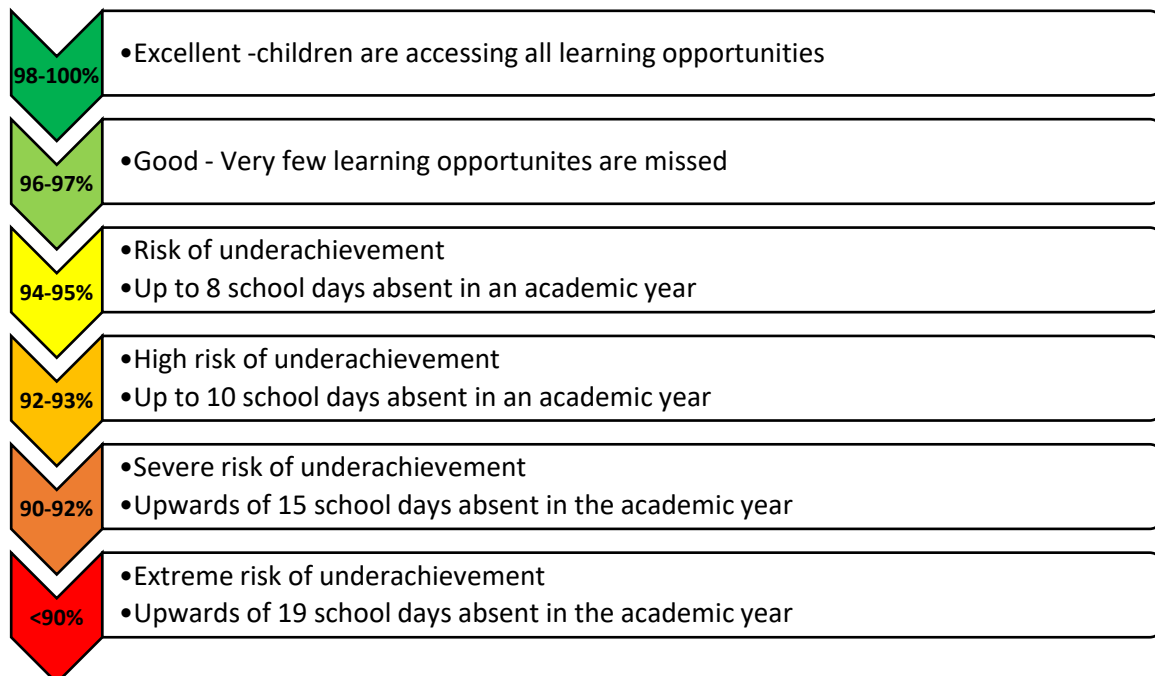 98-100%
•Excellent -children are accessing all learning opportunities
96-97%
•Good - Very few learning opportunites are missed
94-95%
•Risk of underachievement
•Up to 8 school days absent in an academic year
92-93%
•High risk of underachievement
•Up to 10 school days absent in an academic year
90-92%
•Severe risk of underachievement
•Upwards of 15 school days absent in the academic year
<90%
•Extreme risk of underachievement
•Upwards of 19 school days absent in the academic year